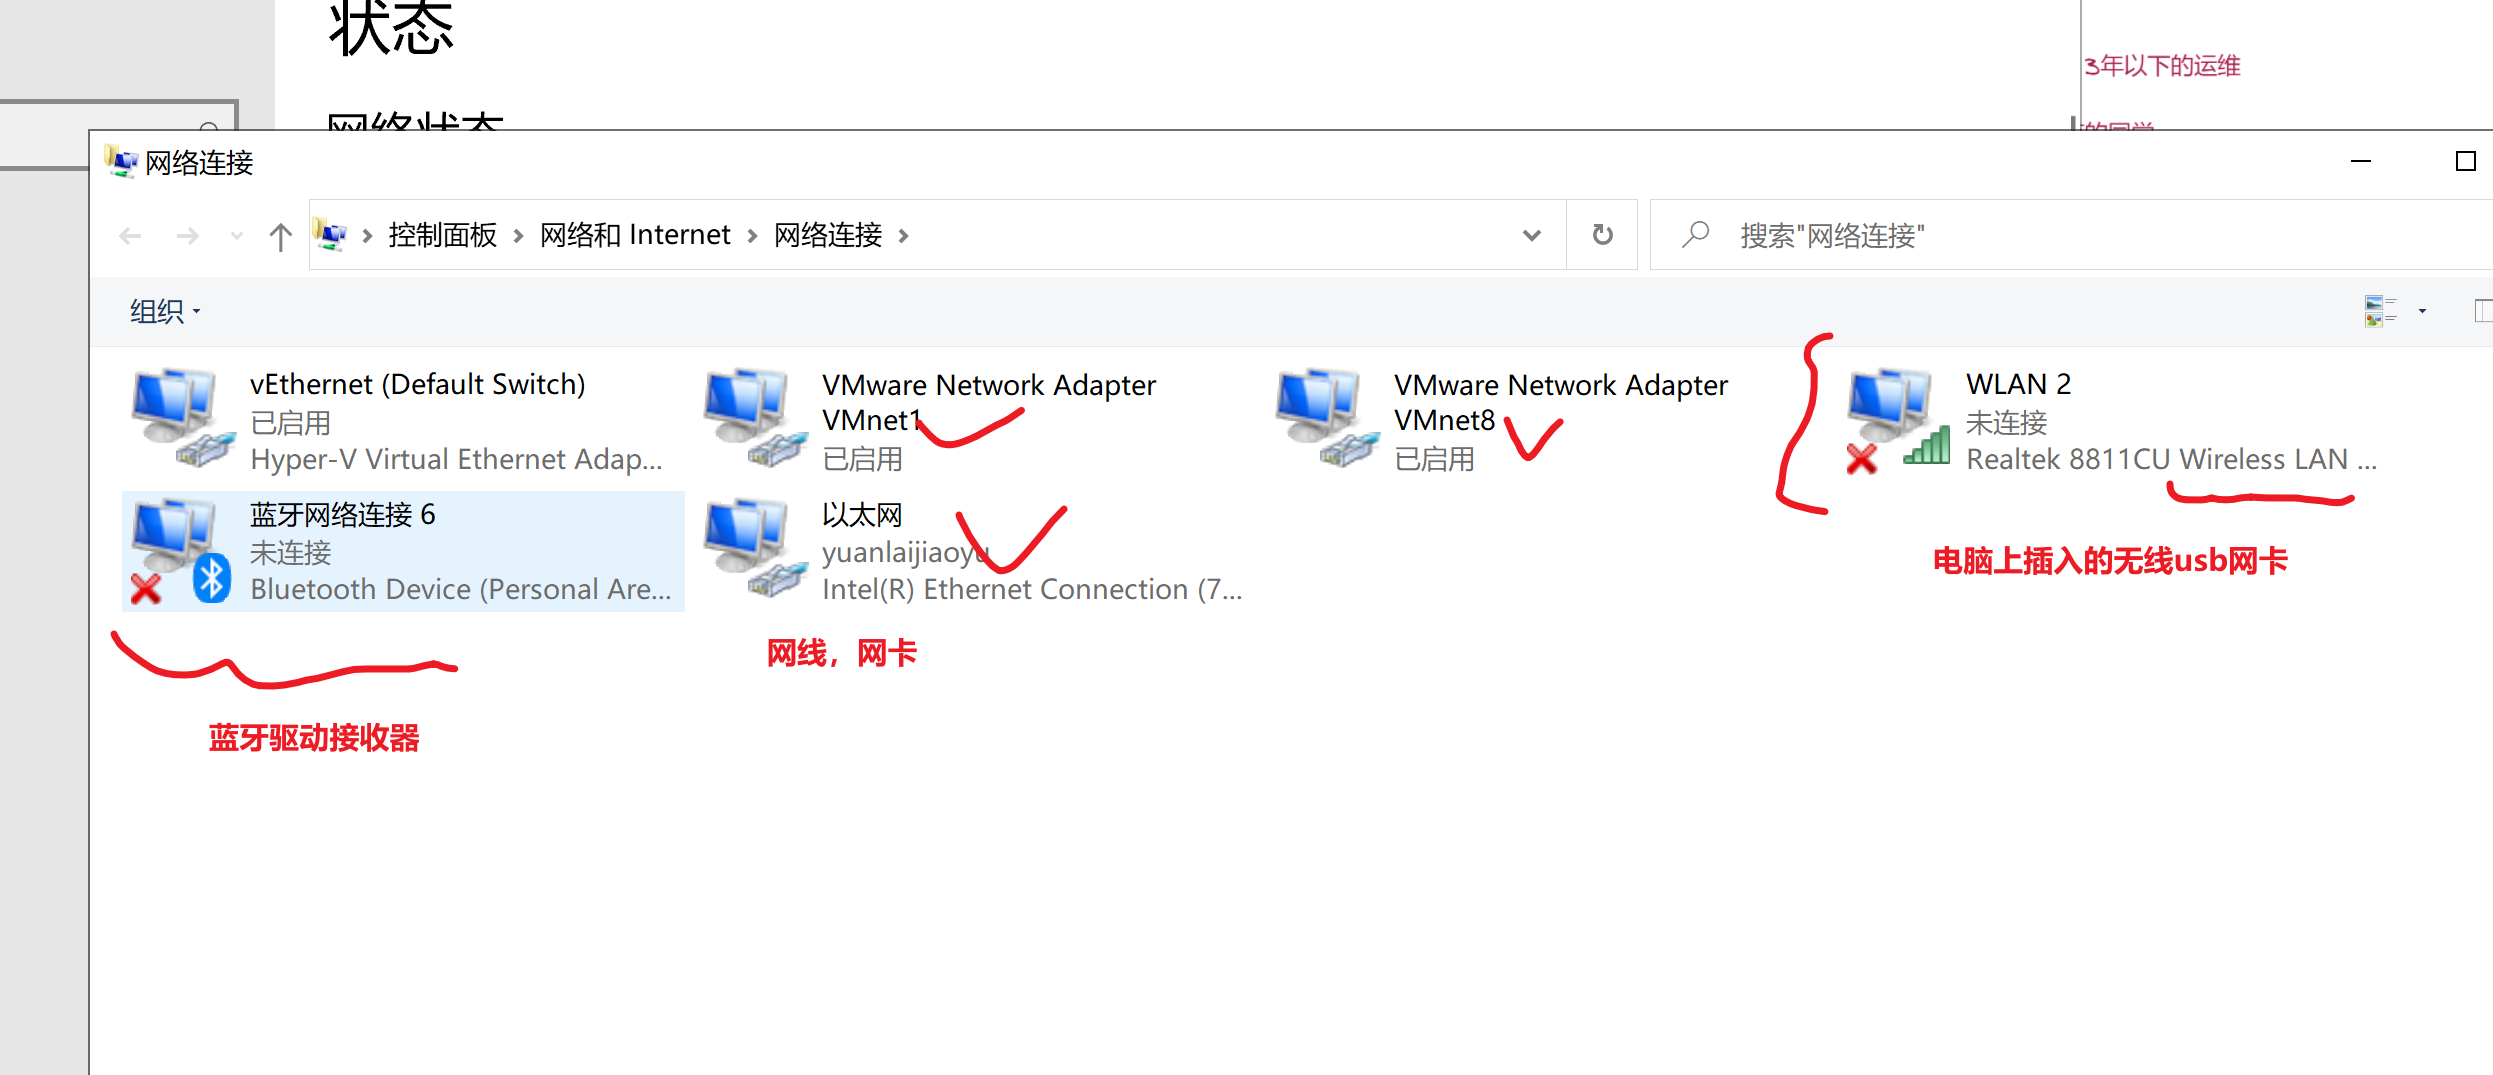 状态
3年以下的运维
网络状态
的同学
网络连接
控制面板 网络和 Internet 网络连接
搜索"网络连接"
组织
vEthernet (Default Switch)
已启用
Hyper-V Virtual Ethernet Adap...
VMware Network Adapter
VMnet1
已启用
VMware Network Adapter
VMnet8
已启用
WLAN 2
未连接
Realtek 8811CU Wireless LAN ...
蓝牙网络连接 6
未连接
Bluetooth Device (Personal Are...
以太网
yuanlaijiaoyu
Intel(R) Ethernet Connection (7...
电脑上插入的无线usb网卡
网线，网卡
蓝牙驱动接收器